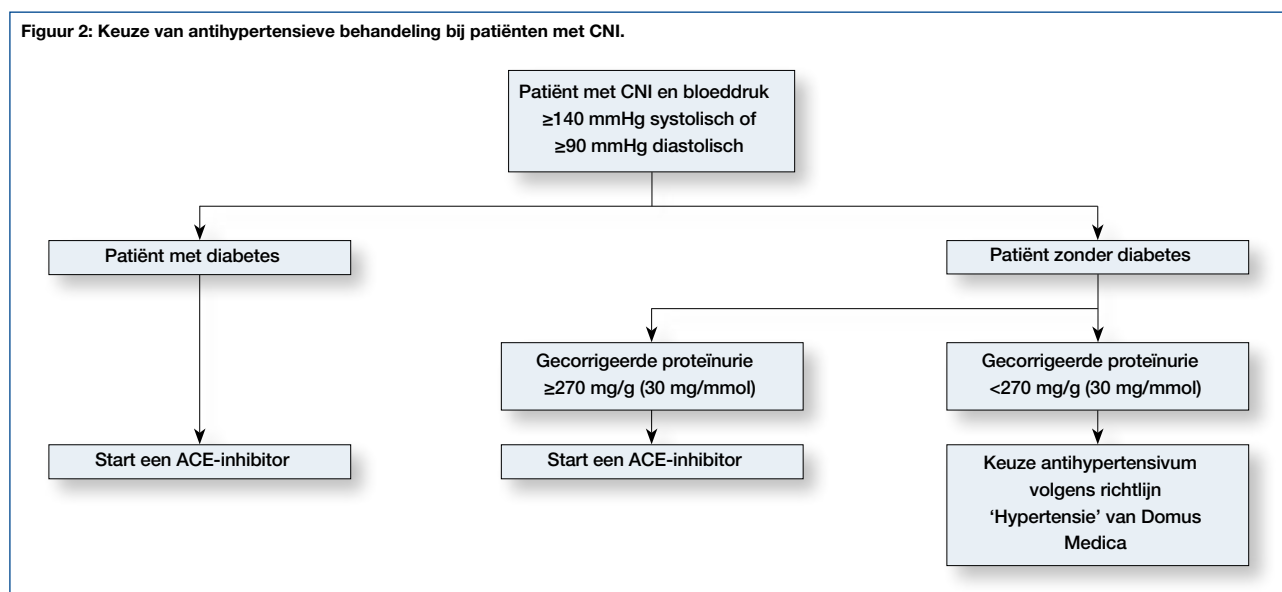 Figuur 2: Keuze van antihypertensieve behandeling bij patiënten met CNI.
Patiënt met CNI en bloeddruk
≥140 mmHg systolisch of
≥90 mmHg diastolisch
Patiënt met diabetes
Patiënt zonder diabetes
Gecorrigeerde proteïnurie
≥270 mg/g (30 mg/mmol)
Gecorrigeerde proteïnurie
<270 mg/g (30 mg/mmol)
Start een ACE-inhibitor
Start een ACE-inhibitor
Keuze antihypertensivum
volgens richtlijn
‘Hypertensie’ van Domus
Medica